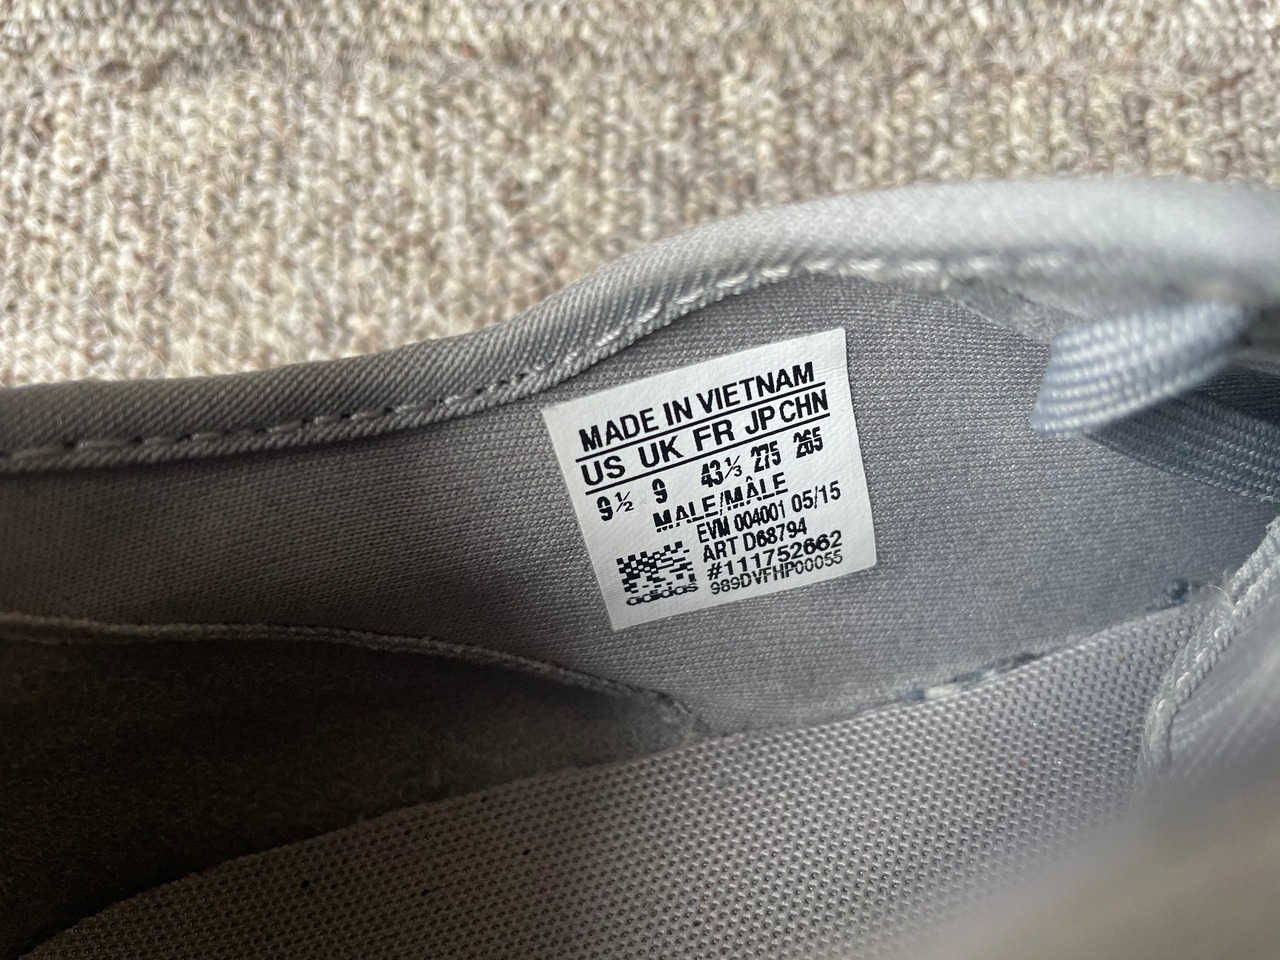 MADE IN VIETNAM
US UK FR JP CHN
9½ 9 43⅓ 275 265
MALE/MÂLE
EVM 004001 05/15
ART D68794
#111752662
adidas 989DVFHP00055